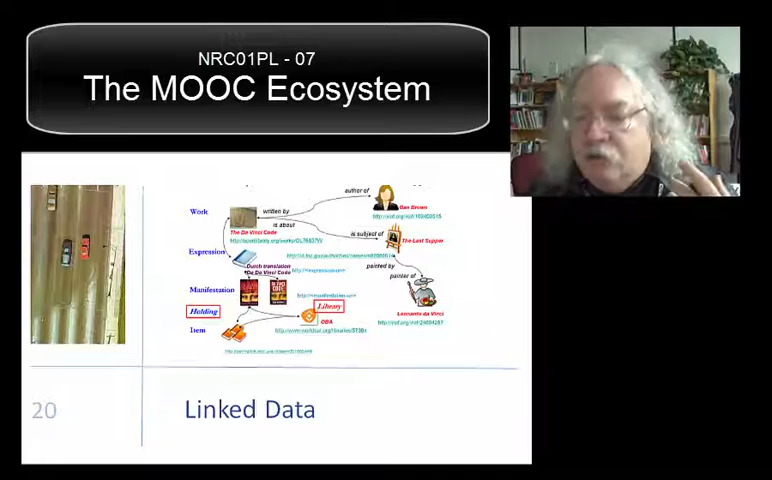 NRC01PL - 07
The MOOC Ecosystem
author of
Work
written by
Dan Brown
is about
The Da Vinci Code
is subject of
The Last Supper
Expression
Dutch translation
De Da Vinci Code
painted by
painter of
Manifestation
Holding
Library
OBA
Leonardo da Vinci
Item
20
Linked Data